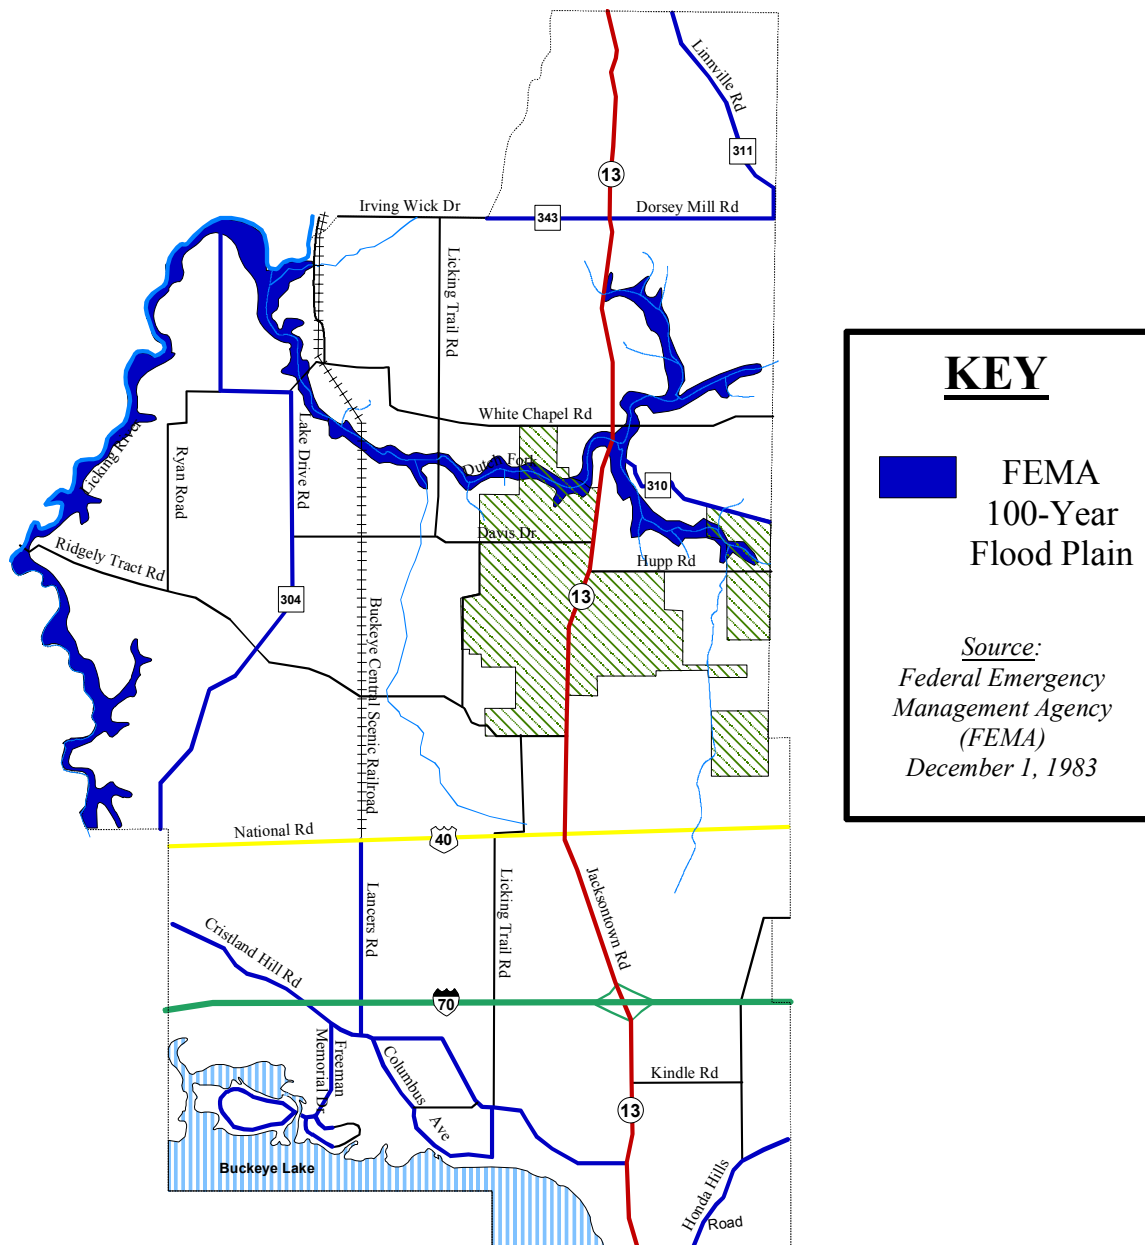 Linnville Rd
311
13
Irving Wick Dr
343
Dorsey Mill Rd
Licking Trail Rd
White Chapel Rd
Licking River
Ryan Road
Lake Drive Rd
Dutch Fork
310
Davis Dr
Hupp Rd
Ridgely Tract Rd
304
13
Buckeye Central Scenic Railroad
National Rd
40
Lancers Rd
Licking Trail Rd
Jacksontown Rd
Cristland Hill Rd
70
Freeman
Memorial Dr
Columbus
Ave
Kindle Rd
13
Buckeye Lake
Honda Hills
Road
KEY
FEMA
100-Year
Flood Plain
Source:
Federal Emergency
Management Agency
(FEMA)
December 1, 1983